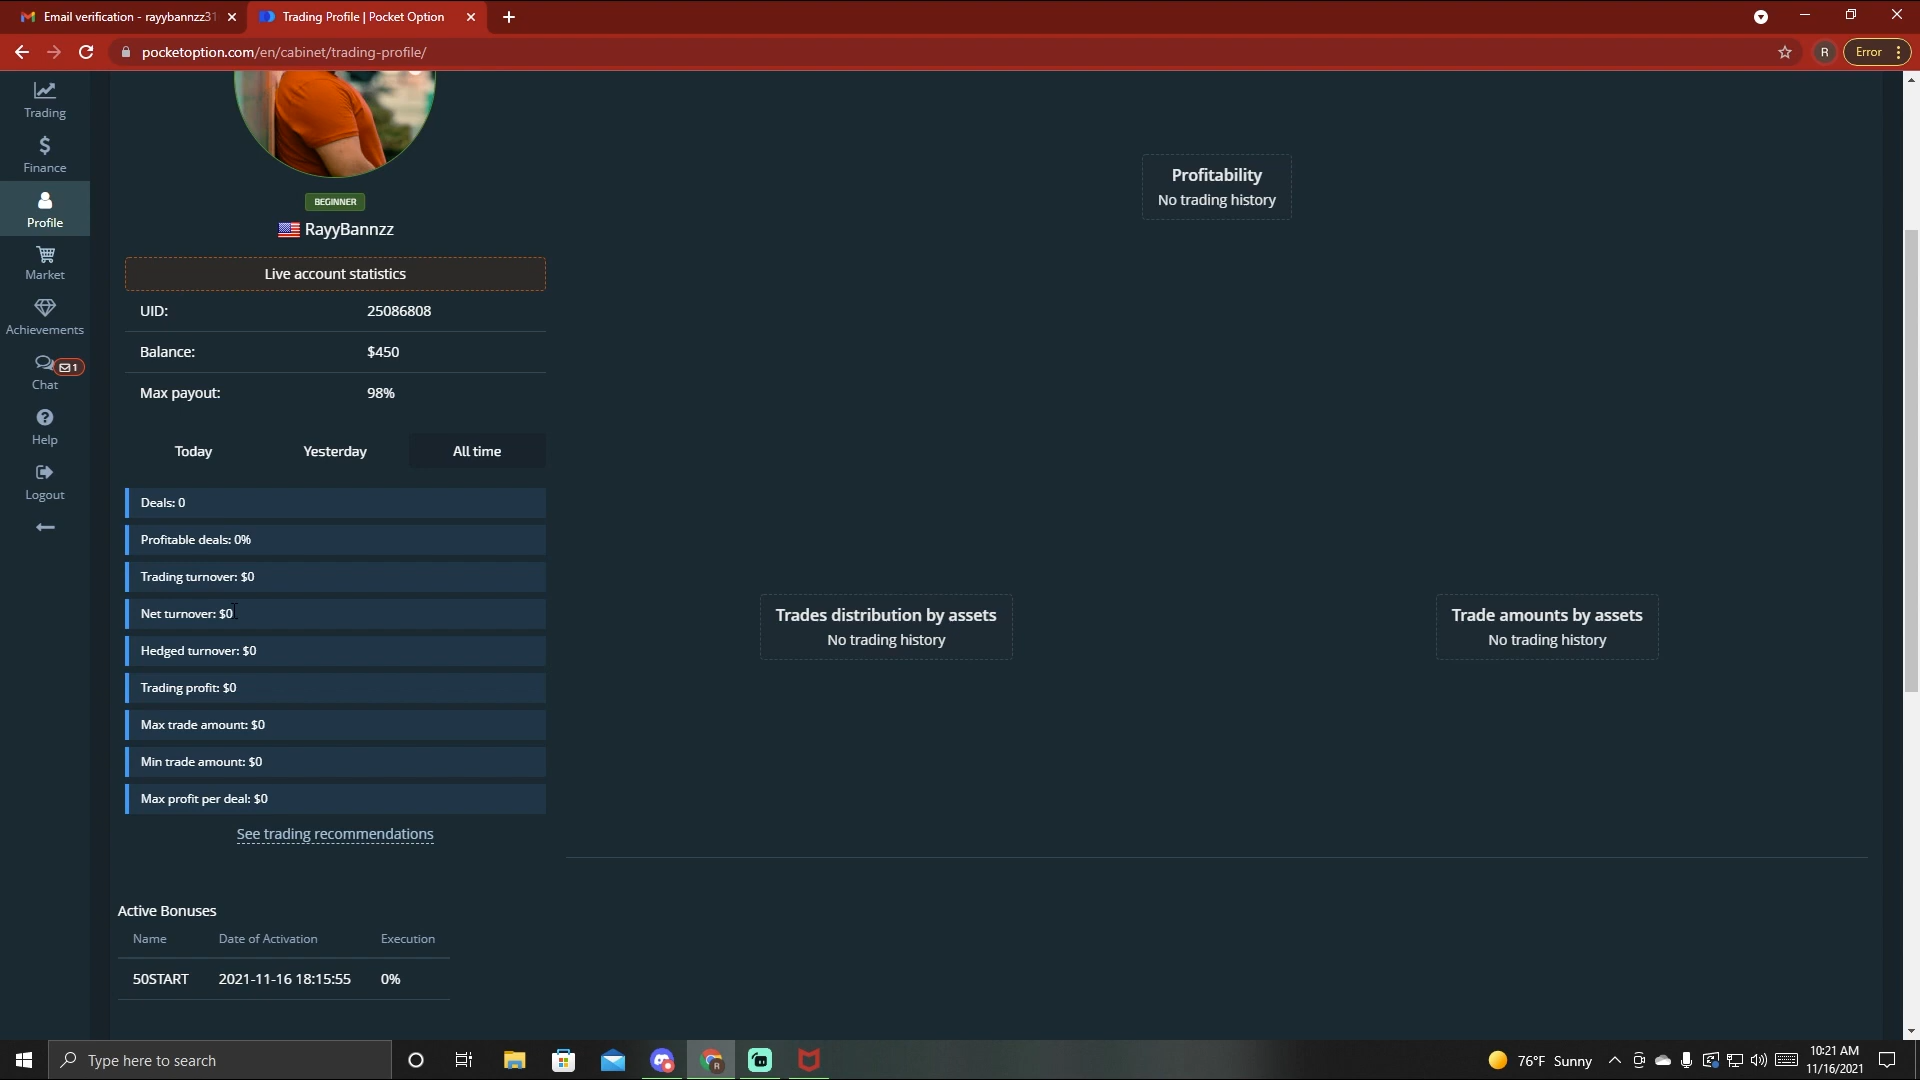 Email verification - rayybannzz31
Trading Profile | Pocket Option
pocketoption.com/en/cabinet/trading-profile/
R
Error
Trading
Finance
Profile
Market
Achievements
1
Chat
Help
Logout
BEGINNER
RayyBannzz
Live account statistics
UID: 25086808
Balance: $450
Max payout: 98%
Today Yesterday All time
Deals: 0
Profitable deals: 0%
Trading turnover: $0
Net turnover: $0
Hedged turnover: $0
Trading profit: $0
Max trade amount: $0
Min trade amount: $0
Max profit per deal: $0
See trading recommendations
Active Bonuses
Name Date of Activation Execution
50START 2021-11-16 18:15:55 0%
Profitability
No trading history
Trades distribution by assets
No trading history
Trade amounts by assets
No trading history
Type here to search
76°F Sunny
10:21 AM
11/16/2021